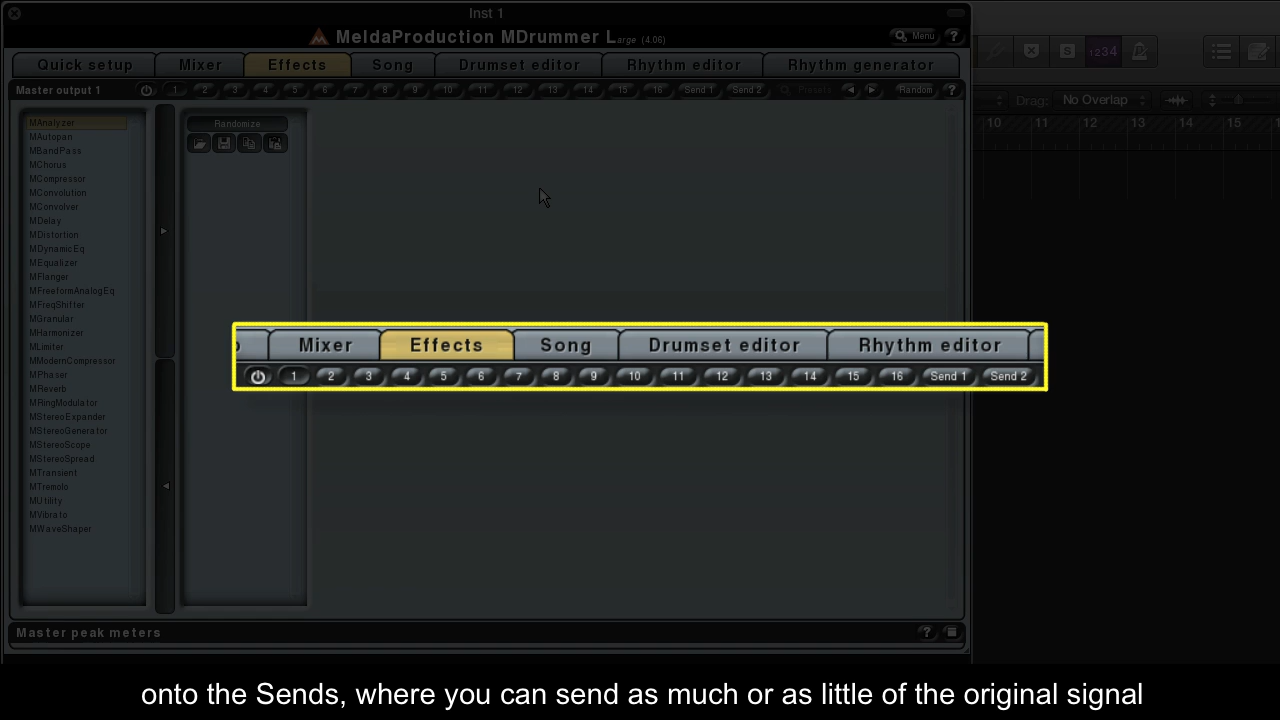 Inst 1
MeldaProduction MDrummer Large (4.06)
Menu ?
Quick setup Mixer Effects Song Drumset editor Rhythm editor Rhythm generator
Master output 1 1 2 3 4 5 6 7 8 9 10 11 12 13 14 15 16 Send 1 Send 2 Presets Random ?
S 1234
Drag: No Overlap
10 11 12 13 14 15
MAnalyzer
MAutopan
MBandPass
MChorus
MCompressor
MConvolution
MConvolver
MDelay
MDistortion
MDynamicEq
MEqualizer
MFlanger
MFreeformAnalogEq
MFreqShifter
MGranular
MHarmonizer
MLimiter
MModernCompressor
MPhaser
MReverb
MRingModulator
MStereoExpander
MStereoGenerator
MStereoScope
MStereoSpread
MTransient
MTremolo
MUtility
MVibrato
MWaveShaper
Randomize
Mixer Effects Song Drumset editor Rhythm editor
1 2 3 4 5 6 7 8 9 10 11 12 13 14 15 16 Send 1 Send 2
Master peak meters ?
onto the Sends, where you can send as much or as little of the original signal